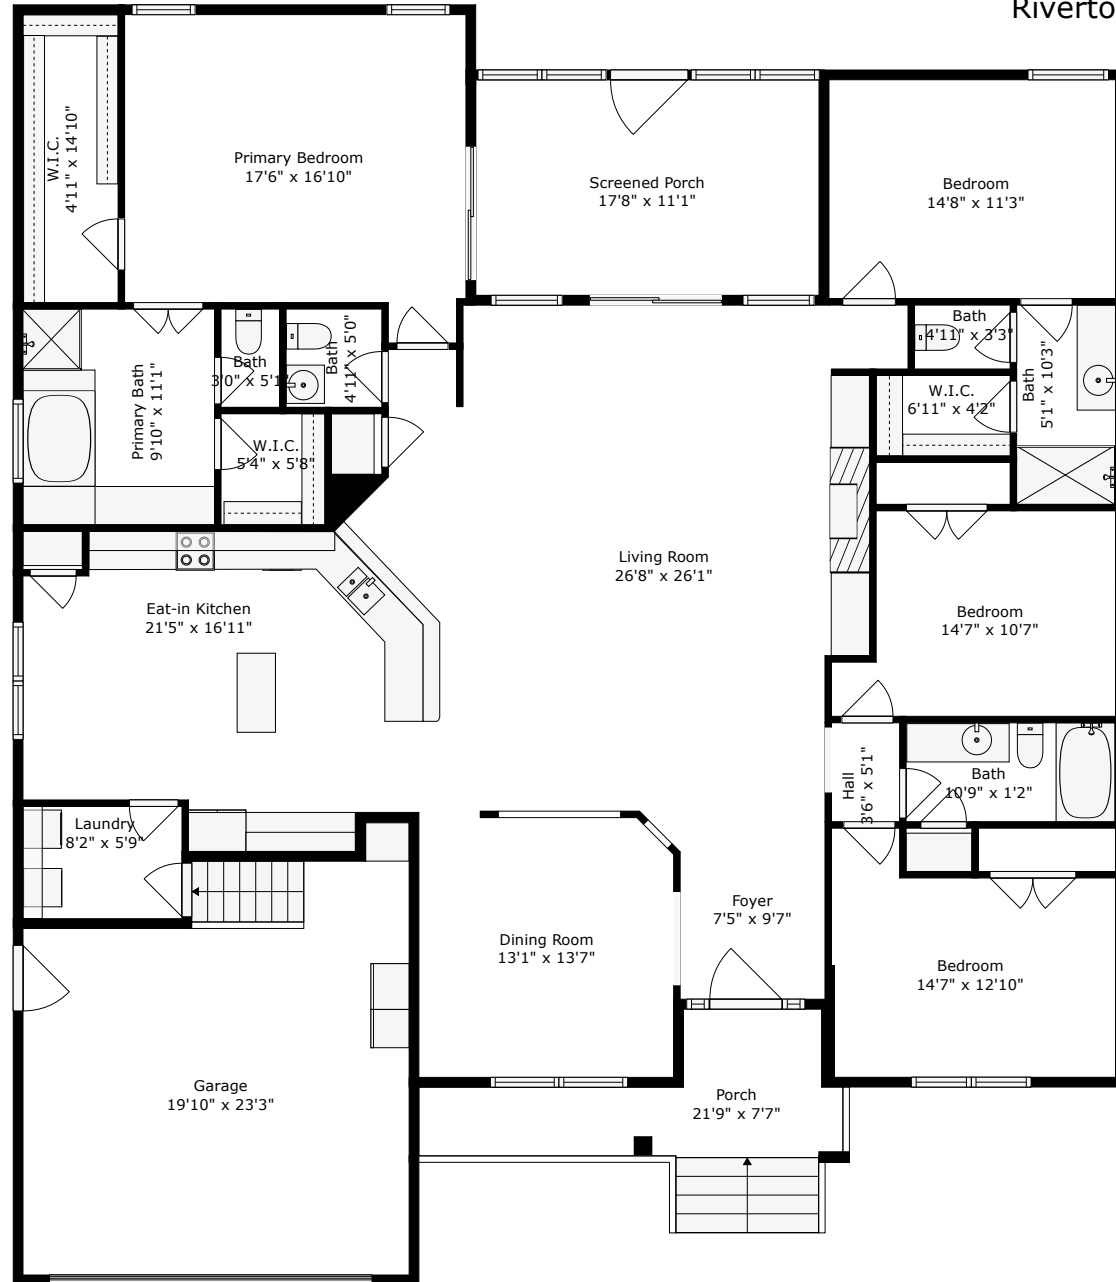 Riverto
W.I.C.
4'11" x 14'10"
Primary Bedroom
17'6" x 16'10"
Screened Porch
17'8" x 11'1"
Bedroom
14'8" x 11'3"
Primary Bath
9'10" x 11'1"
Bath
3'0" x 5'1"
Bath
4'11" x 5'0"
W.I.C.
5'4" x 5'8"
Bath
4'11" x 3'3"
Bath
5'1" x 10'3"
W.I.C.
6'11" x 4'2"
Living Room
26'8" x 26'1"
Eat-in Kitchen
21'5" x 16'11"
Bedroom
14'7" x 10'7"
Hall
3'6" x 5'1"
Bath
10'9" x 1'2"
Laundry
8'2" x 5'9"
Foyer
7'5" x 9'7"
Dining Room
13'1" x 13'7"
Bedroom
14'7" x 12'10"
Garage
19'10" x 23'3"
Porch
21'9" x 7'7"